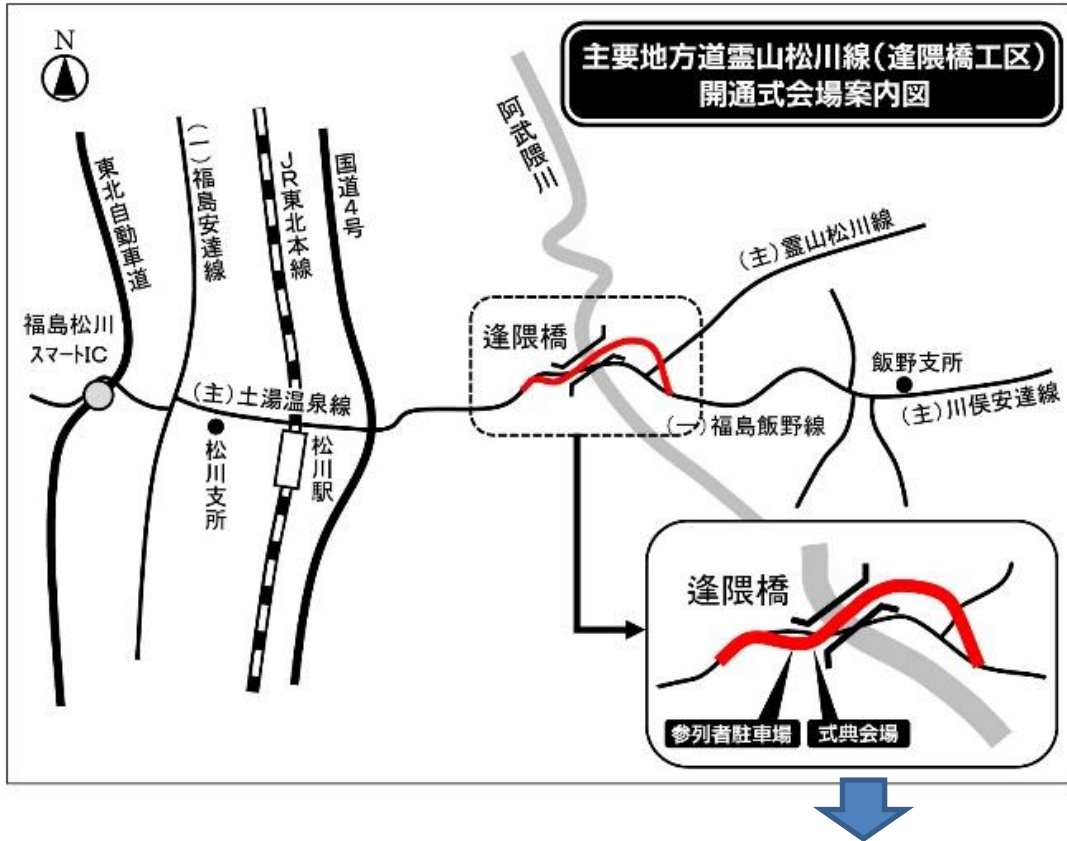 N
主要地方道霊山松川線(逢隈橋工区)
開通式会場案内図
東北自動車道
(一)福島安達線
JR東北本線
国道4号
阿武隈川
(主)霊山松川線
福島松川
スマートIC
逢隈橋
飯野支所
(主)土湯温泉線
(主)川俣安達線
(一)福島飯野線
松川支所
松川駅
逢隈橋
参列者駐車場
式典会場